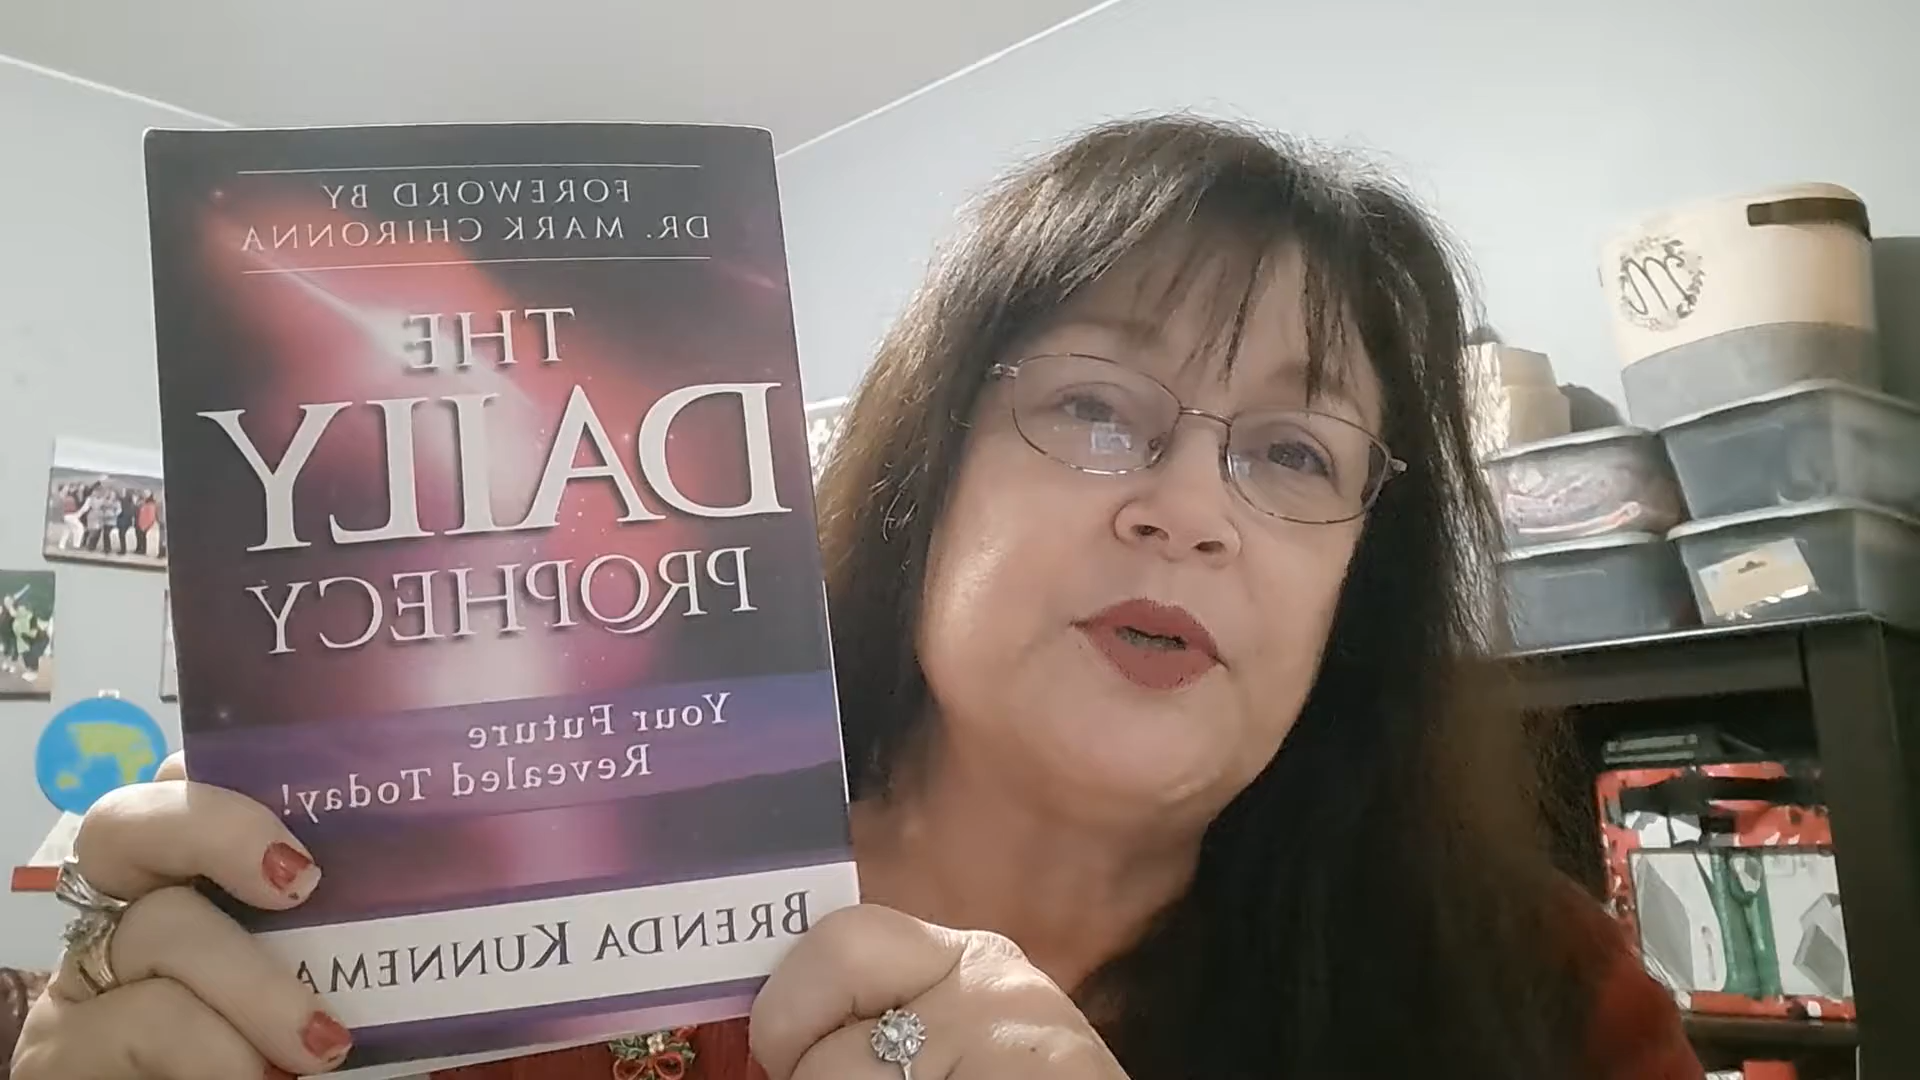 FOREWORD BY
DR. MARK CHIRONNA
THE
DAILY
PROPHECY
Your Future
Revealed Today!
BRENDA KUNNEMA
M